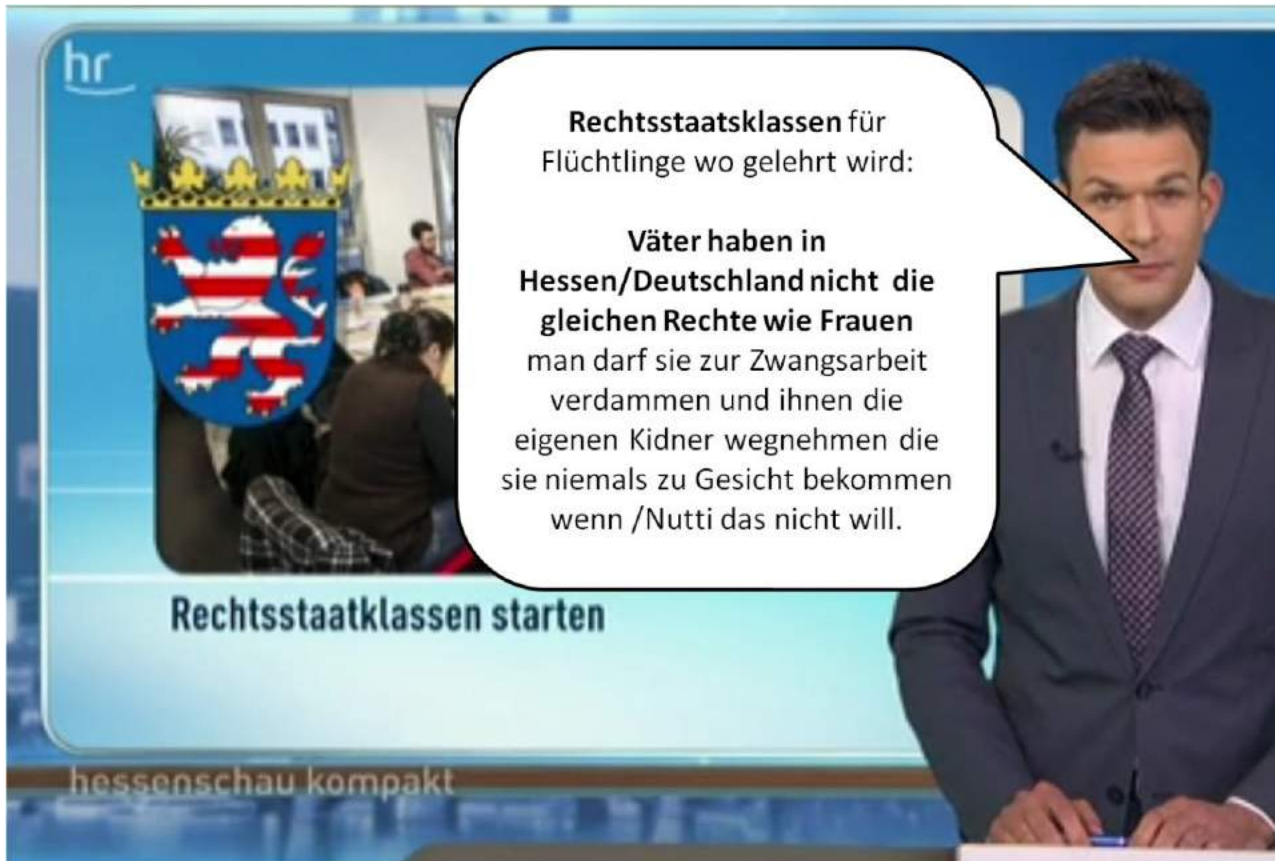 hr
Rechtsstaatsklassen für
Flüchtlinge wo gelehrt wird:
Väter haben in
Hessen/Deutschland nicht die
gleichen Rechte wie Frauen
man darf sie zur Zwangsarbeit
verdammen und ihnen die
eigenen Kidner wegnehmen die
sie niemals zu Gesicht bekommen
wenn /Nutti das nicht will.
Rechtsstaatklassen starten
hessenschau kompakt